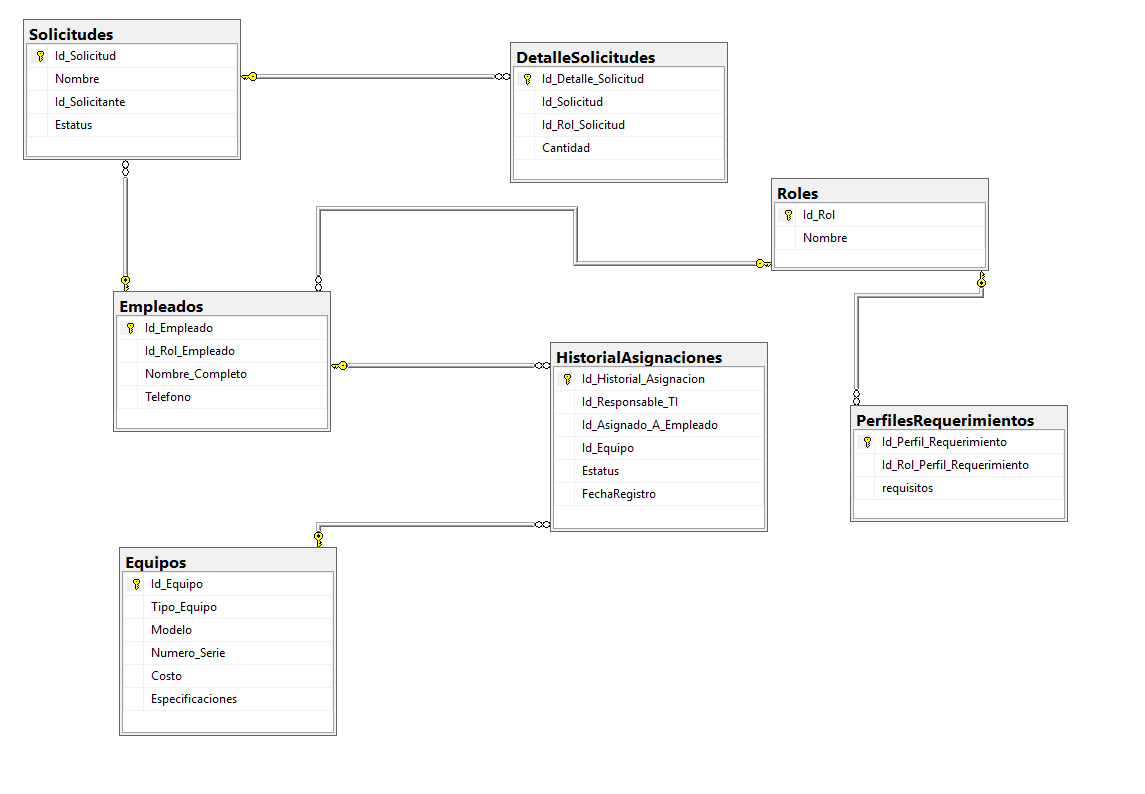 Solicitudes
Id_Solicitud
Nombre
Id_Solicitante
Estatus
DetalleSolicitudes
Id_Detalle_Solicitud
Id_Solicitud
Id_Rol_Solicitud
Cantidad
Roles
Id_Rol
Nombre
Empleados
Id_Empleado
Id_Rol_Empleado
Nombre_Completo
Telefono
HistorialAsignaciones
Id_Historial_Asignacion
Id_Responsable_TI
Id_Asignado_A_Empleado
Id_Equipo
Estatus
FechaRegistro
PerfilesRequerimientos
Id_Perfil_Requerimiento
Id_Rol_Perfil_Requerimiento
requisitos
Equipos
Id_Equipo
Tipo_Equipo
Modelo
Numero_Serie
Costo
Especificaciones